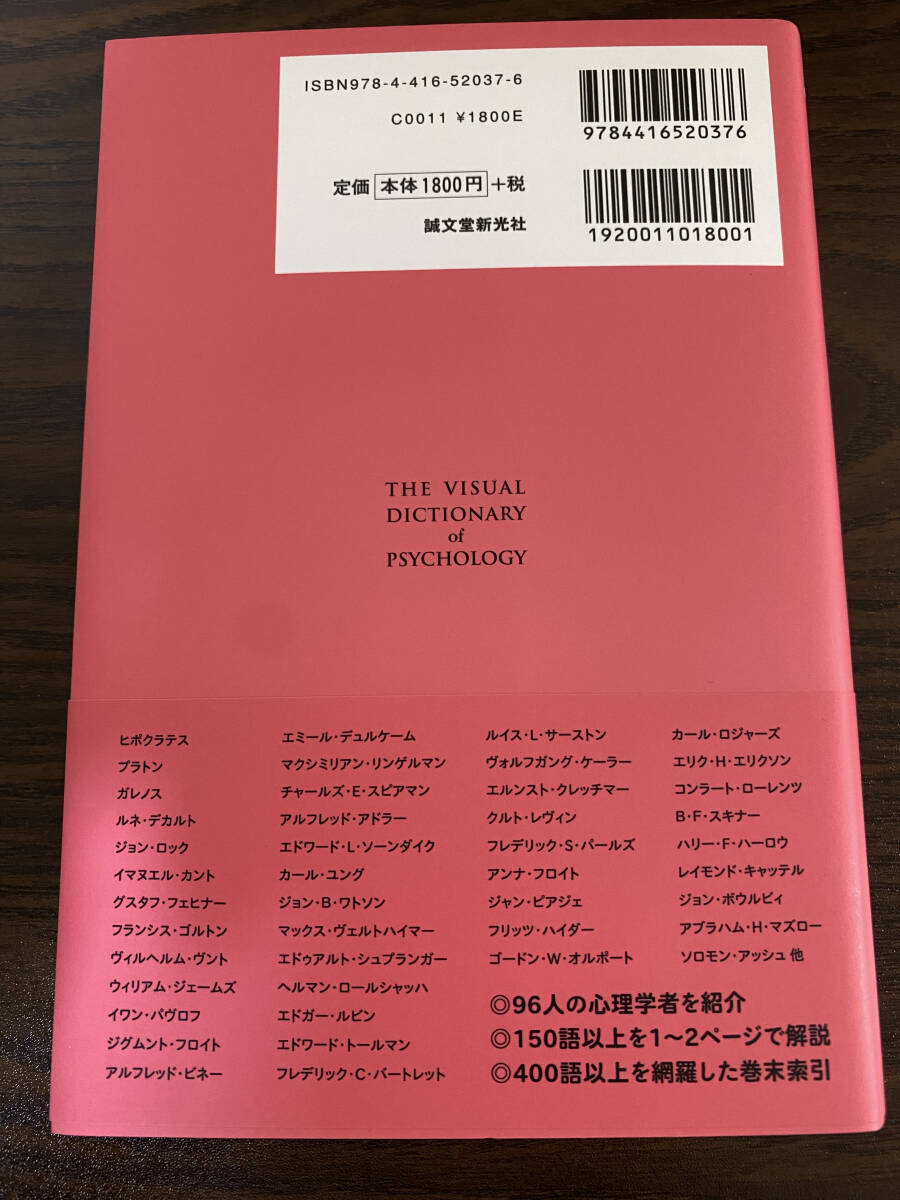 ISBN978-4-416-52037-6
C0011 ¥1800E
定価 本体1800円 +税
誠文堂新光社
9784416520376
1920011018001
THE VISUAL
DICTIONARY
of
PSYCHOLOGY
ヒポクラテス
プラトン
ガレノス
ルネ・デカルト
ジョン・ロック
イマヌエル・カント
グスタフ・フェヒナー
フランシス・ゴルトン
ヴィルヘルム・ヴント
ウィリアム・ジェームズ
イワン・パヴロフ
ジグムント・フロイト
アルフレッド・ビネー
エミール・デュルケーム
マクシミリアン・リンゲルマン
チャールズ・E・スピアマン
アルフレッド・アドラー
エドワード・L・ソーンダイク
カール・ユング
ジョン・B・ワトソン
マックス・ヴェルトハイマー
エドゥアルト・シュプランガー
ヘルマン・ロールシャッハ
エドガー・ルビン
エドワード・トールマン
フレデリック・C・バートレット
ルイス・L・サーストン
ヴォルフガング・ケーラー
エルンスト・クレッチマー
クルト・レヴィン
フレデリック・S・パールズ
アンナ・フロイト
ジャン・ピアジェ
フリッツ・ハイダー
ゴードン・W・オルポート
カール・ロジャーズ
エリク・H・エリクソン
コンラート・ローレンツ
B・F・スキナー
ハリー・F・ハーロウ
レイモンド・キャッテル
ジョン・ボウルビィ
アブラハム・H・マズロー
ソロモン・アッシュ 他
◎96人の心理学者を紹介
◎150語以上を1〜2ページで解説
◎400語以上を網羅した巻末索引